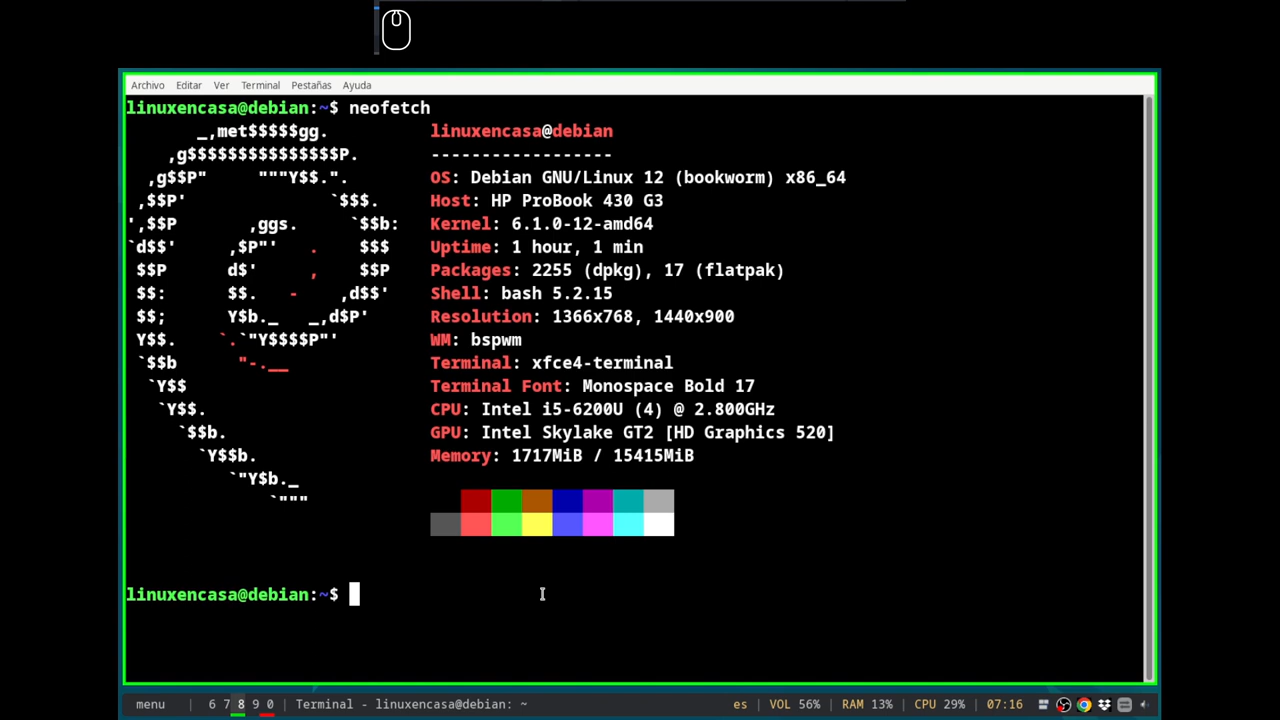 Archivo Editar Ver Terminal Pestañas Ayuda
linuxencasa@debian:~$ neofetch
_,met$$$$$gg.
,g$$$$$$$$$$$$$$$P.
,g$$P" """Y$$.".
,$$P' `$$$.
',$$P ,ggs. `$$b:
`d$$' ,$P"' . $$$
$$P d$' , $$P
$$: $$. - ,d$$'
$$; Y$b._ _,d$P'
Y$$. `.`"Y$$$$P"'
`$$b "-.__
`Y$$
`Y$$.
`$$b.
`Y$$b.
`"Y$b._
`"""
linuxencasa@debian
------------------
OS: Debian GNU/Linux 12 (bookworm) x86_64
Host: HP ProBook 430 G3
Kernel: 6.1.0-12-amd64
Uptime: 1 hour, 1 min
Packages: 2255 (dpkg), 17 (flatpak)
Shell: bash 5.2.15
Resolution: 1366x768, 1440x900
WM: bspwm
Terminal: xfce4-terminal
Terminal Font: Monospace Bold 17
CPU: Intel i5-6200U (4) @ 2.800GHz
GPU: Intel Skylake GT2 [HD Graphics 520]
Memory: 1717MiB / 15415MiB
linuxencasa@debian:~$
menu | 6 7 8 9 0 | Terminal - linuxencasa@debian: ~ es | VOL 56% | RAM 13% | CPU 29% | 07:16